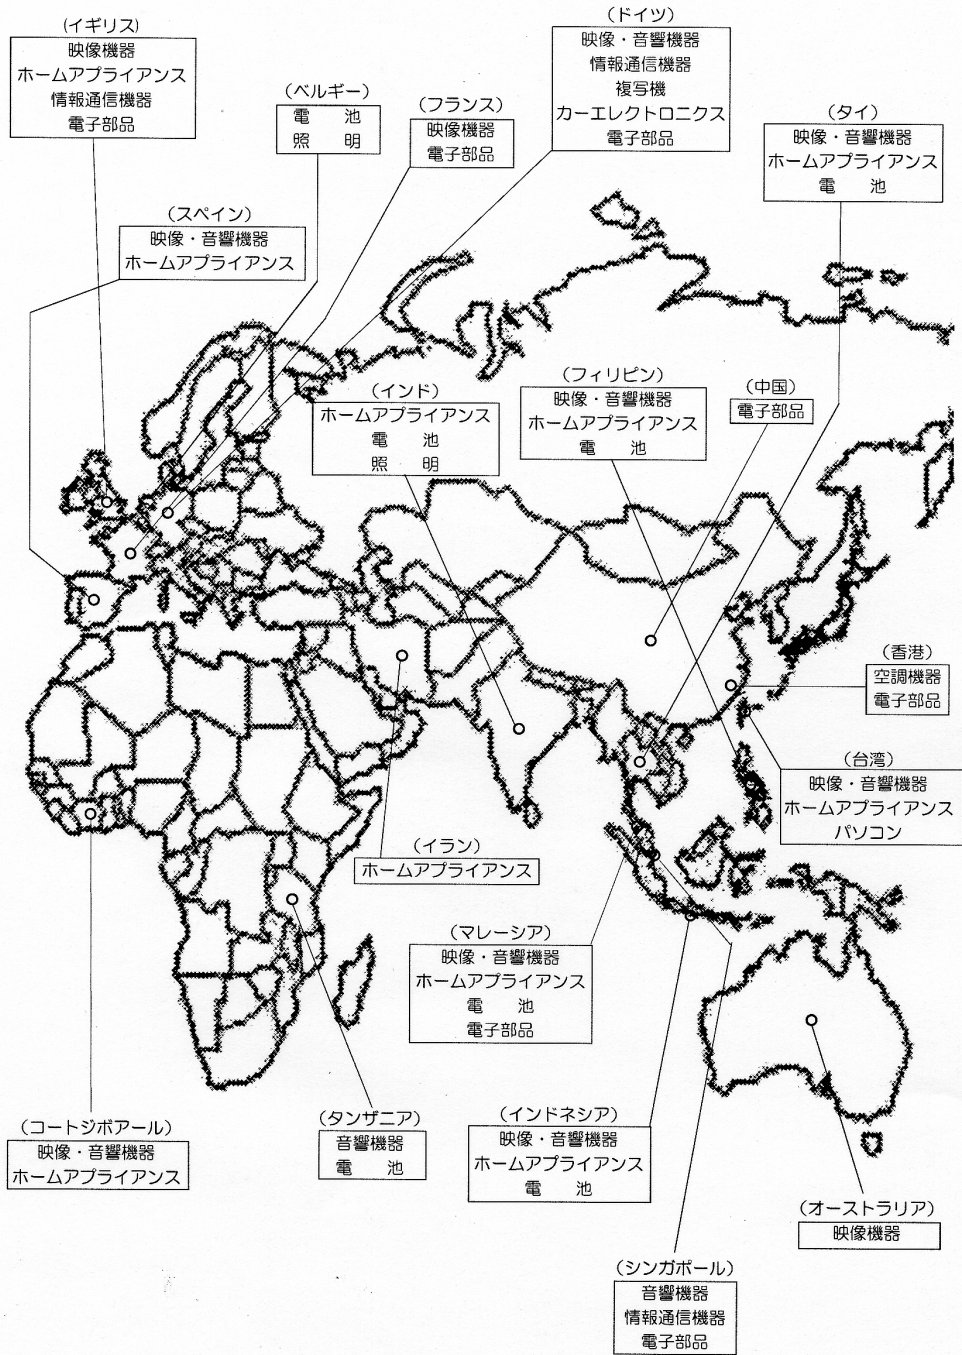 (イギリス)
映像機器
ホームアプライアンス
情報通信機器
電子部品
(ベルギー)
電　池
照　明
(フランス)
映像機器
電子部品
(ドイツ)
映像・音響機器
情報通信機器
複写機
カーエレクトロニクス
電子部品
(タイ)
映像・音響機器
ホームアプライアンス
電　池
(スペイン)
映像・音響機器
ホームアプライアンス
(インド)
ホームアプライアンス
電　池
照　明
(フィリピン)
映像・音響機器
ホームアプライアンス
電　池
(中国)
電子部品
(香港)
空調機器
電子部品
(台湾)
映像・音響機器
ホームアプライアンス
パソコン
(イラン)
ホームアプライアンス
(マレーシア)
映像・音響機器
ホームアプライアンス
電　池
電子部品
(コートジボアール)
映像・音響機器
ホームアプライアンス
(タンザニア)
音響機器
電　池
(インドネシア)
映像・音響機器
ホームアプライアンス
電　池
(オーストラリア)
映像機器
(シンガポール)
音響機器
情報通信機器
電子部品